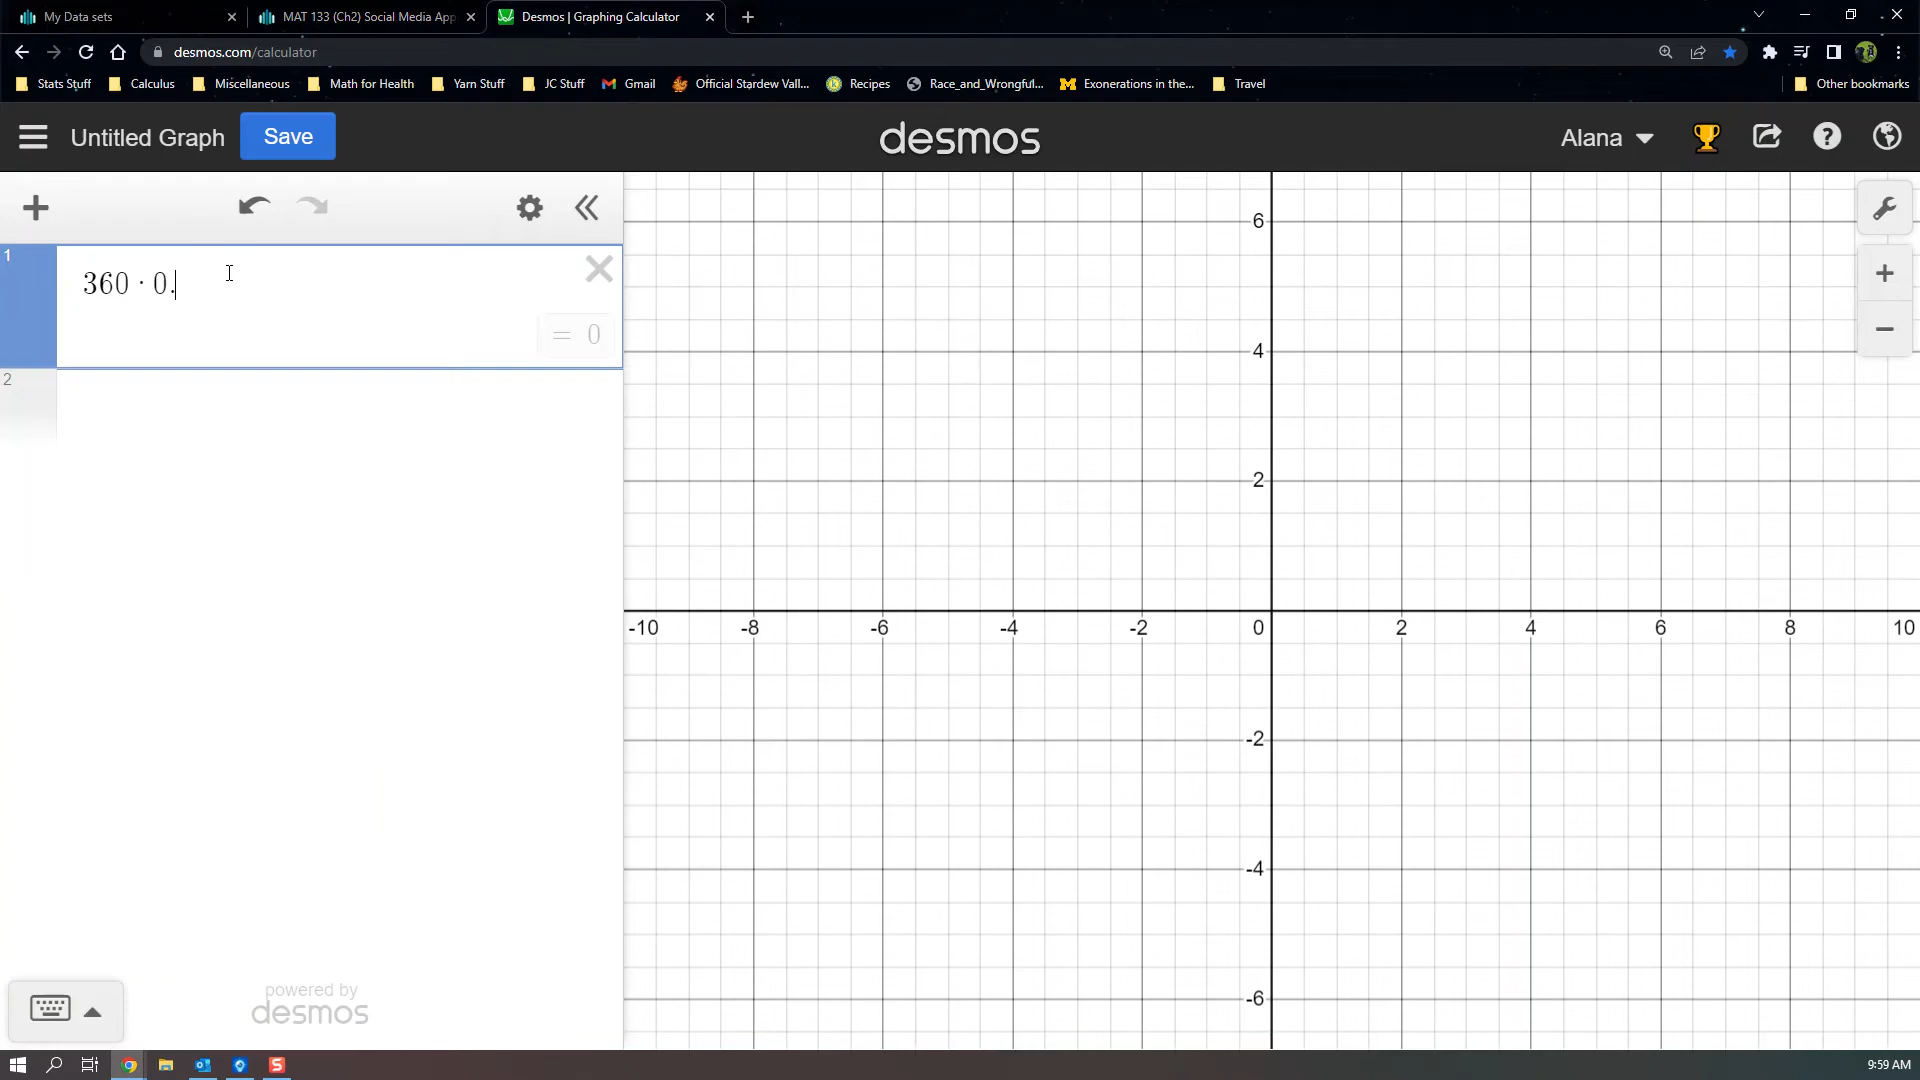 My Data sets
MAT 133 (Ch2) Social Media App
Desmos | Graphing Calculator
desmos.com/calculator
Stats Stuff
Calculus
Miscellaneous
Math for Health
Yarn Stuff
JC Stuff
Gmail
Official Stardew Vall...
Recipes
Race_and_Wrongful...
Exonerations in the...
Travel
Other bookmarks
Untitled Graph
Save
desmos
Alana
1
360 · 0.
= 0
2
6
4
2
-10 -8 -6 -4 -2 0 2 4 6 8 10
-2
-4
-6
powered by
desmos
9:59 AM